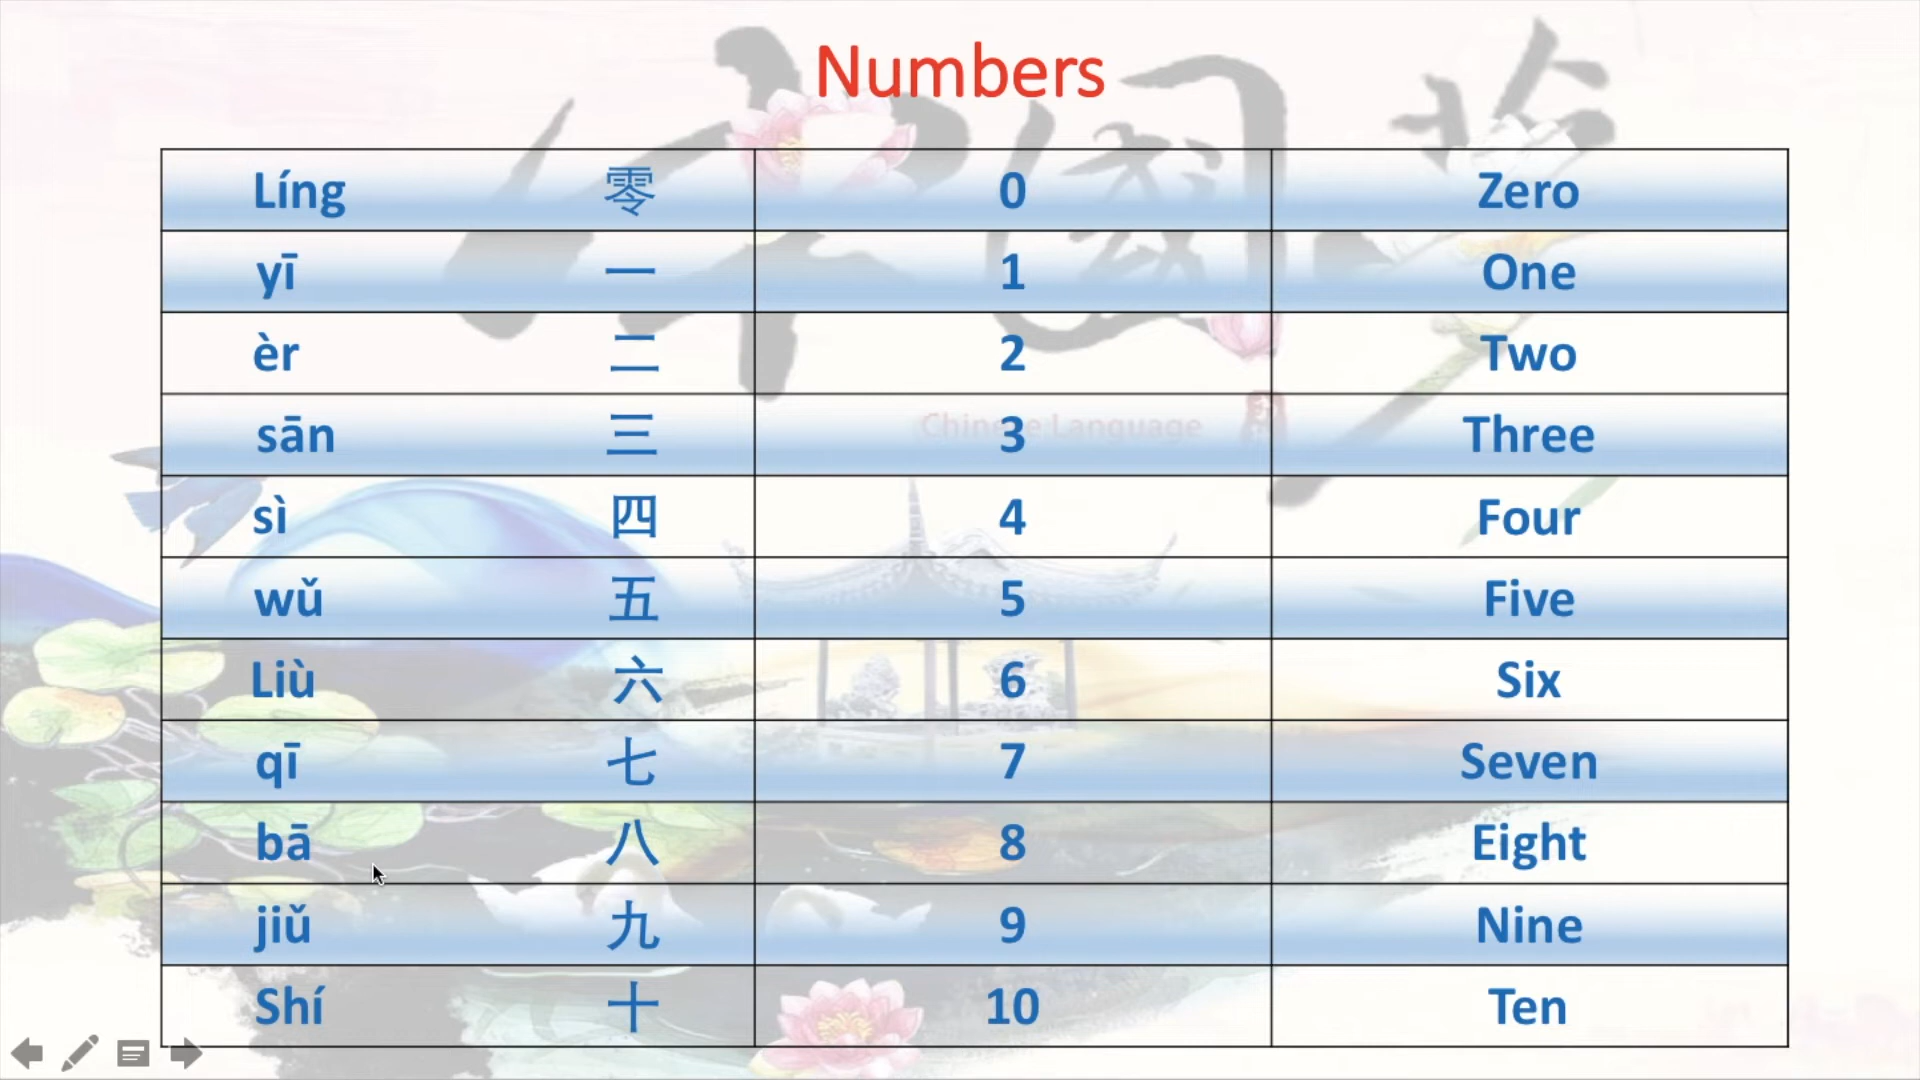 Numbers
Líng 零 0 Zero
yī 一 1 One
èr 二 2 Two
sān 三 3 Three
Chinese Language
sì 四 4 Four
wǔ 五 5 Five
Liù 六 6 Six
qī 七 7 Seven
bā 八 8 Eight
jiǔ 九 9 Nine
Shí 十 10 Ten